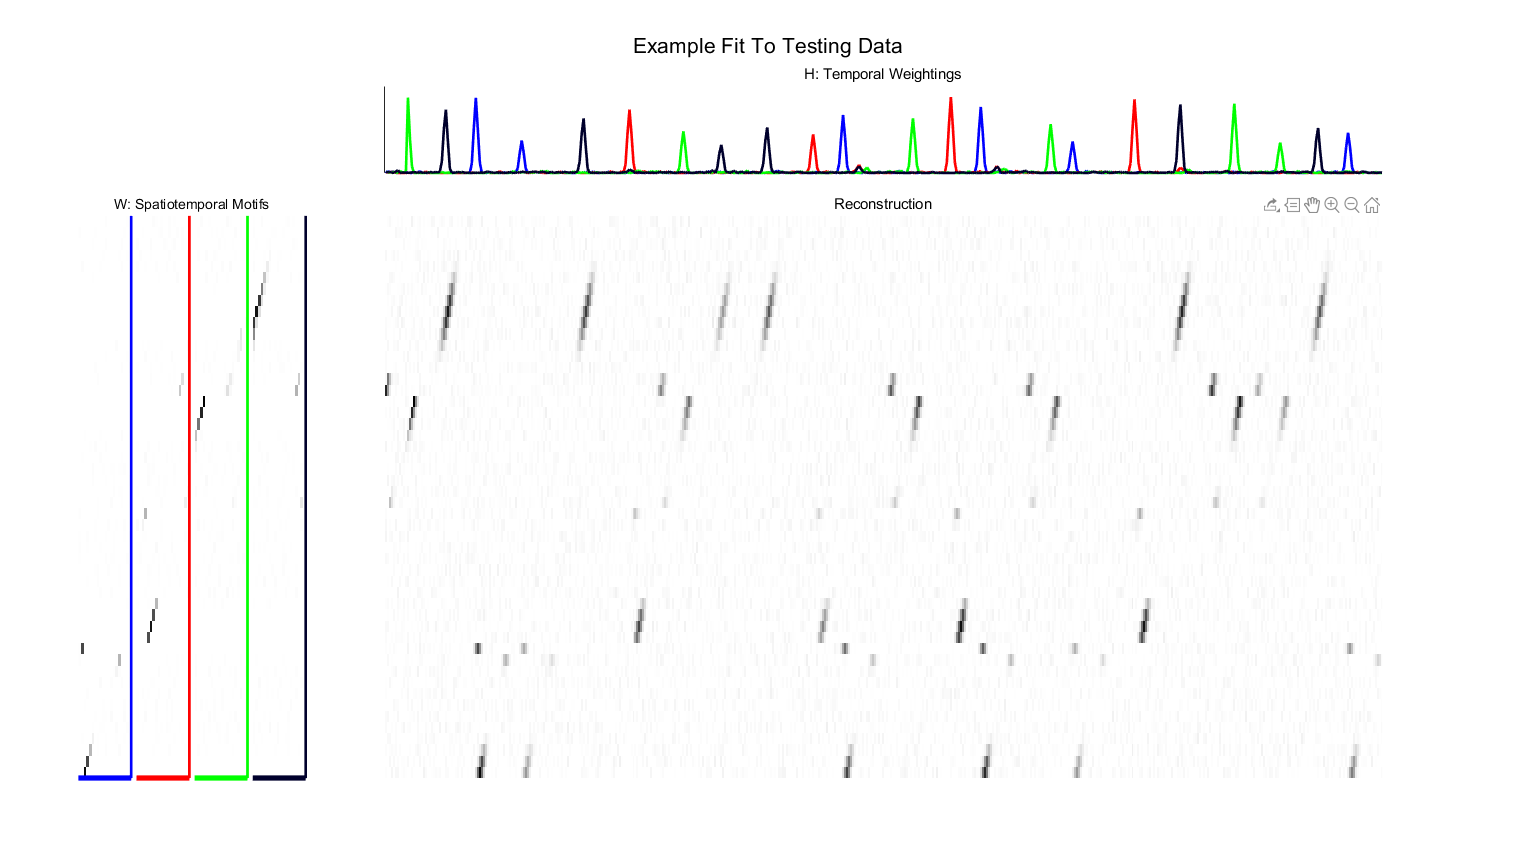 Example Fit To Testing Data
H: Temporal Weightings
W: Spatiotemporal Motifs
Reconstruction